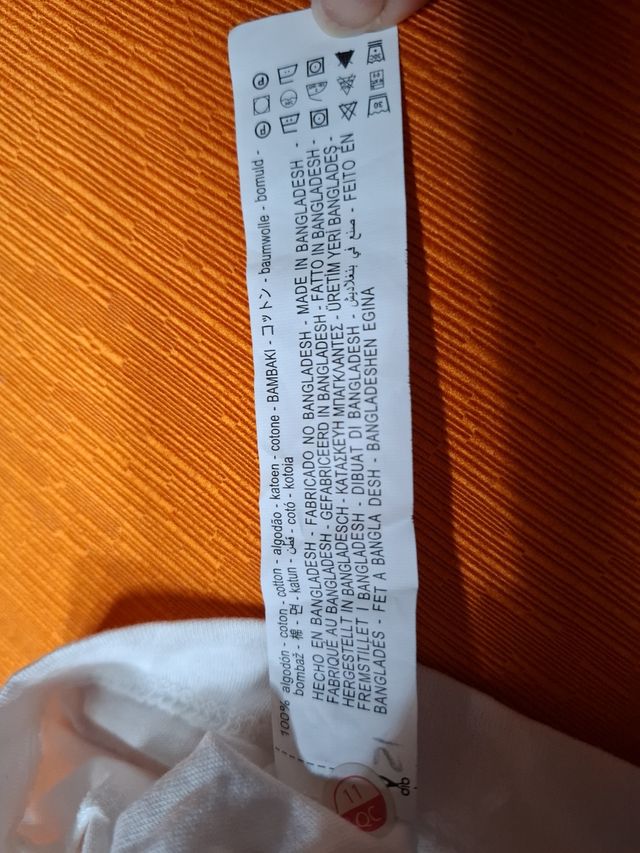 100% algodón - coton - cotton - algodão - katoen - cotone - BAMBAKI - コットン - baumwolle - bomuld -
bombaž - 棉 - 면 - katun - قطن - cotó - kotoia
HECHO EN BANGLADESH - FABRICADO NO BANGLADESH - MADE IN BANGLADESH -
FABRIQUE AU BANGLADESH - GEFABRICEERD IN BANGLADESH - FATTO IN BANGLADESH -
HERGESTELLT IN BANGLADESCH - ΚΑΤΑΣΚΕΥΗ ΜΠΑΓΚΛΑΝΤΕΣ - ÜRETİM YERİ BANGLADEŞ -
FREMSTILLET I BANGLADESH - DIBUAT DI BANGLADESH - صنع في بنغلاديش - FEITO EN
BANGLADES - FET A BANGLA DESH - BANGLADESHEN EGINA
21
11
QC